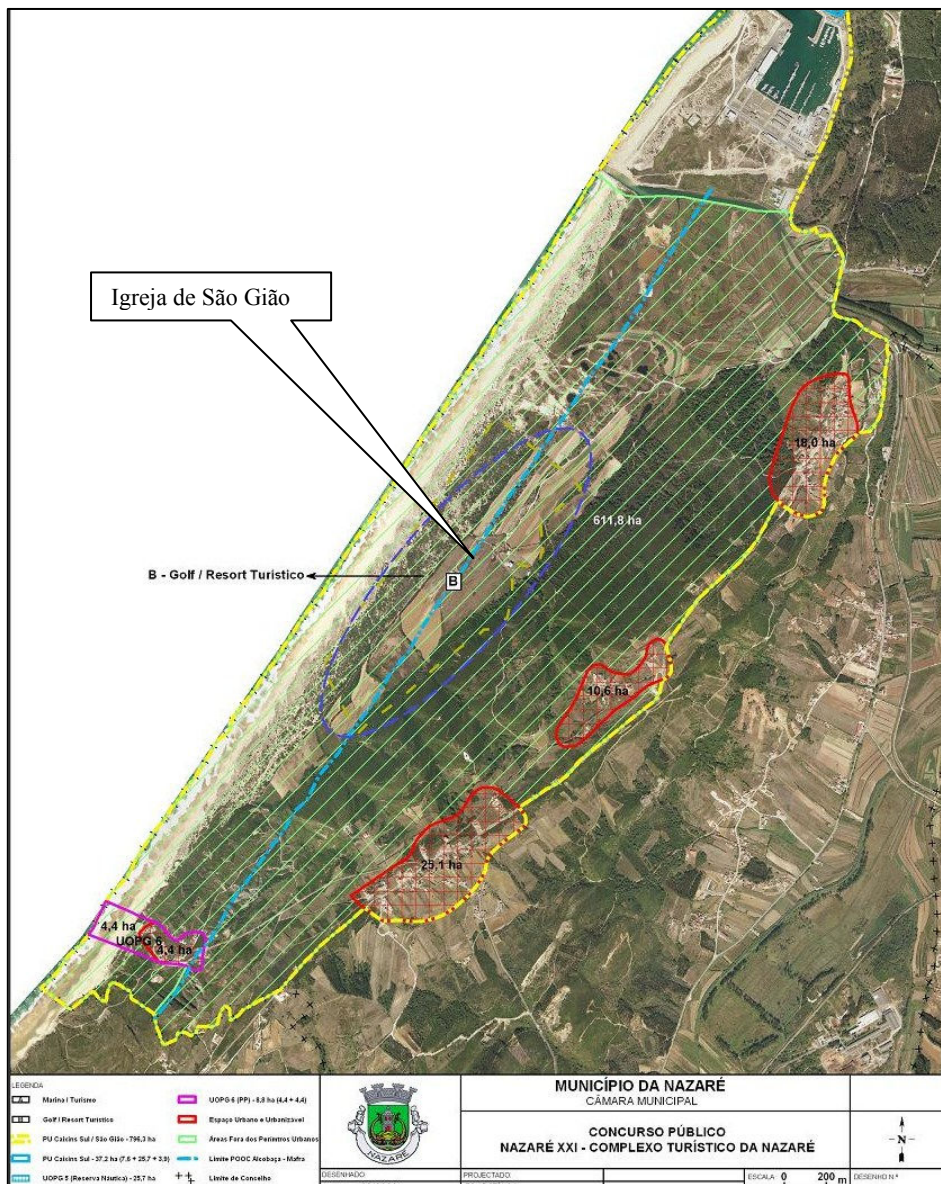 Igreja de São Gião
18,0 ha
611,8 ha
B - Golf / Resort Turístico
B
10,6 ha
25,1 ha
4,4 ha
UOPG 6
4,4 ha
LEGENDA
Marina / Turismo
Golf / Resort Turístico
PU Calcins Sul / São Gião - 796,3 ha
PU Calcins Sul - 37,2 ha (7,6 + 25,7 + 3,9)
UOPG 5 (Reserva Náutica) - 25,7 ha
UOPG 6 (PP) - 8,8 ha (4,4 + 4,4)
Espaço Urbano e Urbanizável
Áreas Fora dos Perímetros Urbanos
Limite POOC Alcobaça - Mafra
Limite de Concelho
NAZARÉ
MUNICÍPIO DA NAZARÉ
CÂMARA MUNICIPAL
CONCURSO PÚBLICO
NAZARÉ XXI - COMPLEXO TURÍSTICO DA NAZARÉ
N
DESENHADO
PROJECTADO
ESCALA 0 200 m
DESENHO N.º